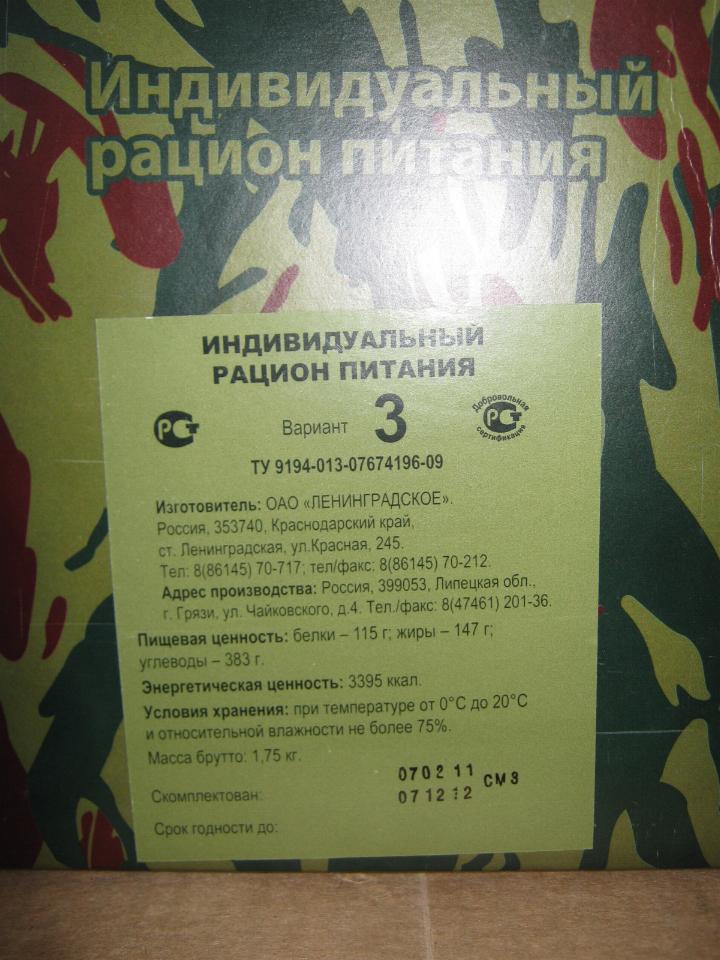 Индивидуальный
рацион питания
ИНДИВИДУАЛЬНЫЙ
РАЦИОН ПИТАНИЯ
РСТ
Вариант 3
Добровольная
РСТ
сертификация
ТУ 9194-013-07674196-09
Изготовитель: ОАО «ЛЕНИНГРАДСКОЕ».
Россия, 353740, Краснодарский край,
ст. Ленинградская, ул.Красная, 245.
Тел: 8(86145) 70-717; тел/факс: 8(86145) 70-212.
Адрес производства: Россия, 399053, Липецкая обл.,
г. Грязи, ул. Чайковского, д.4. Тел./факс: 8(47461) 201-36.
Пищевая ценность: белки – 115 г; жиры – 147 г;
углеводы – 383 г.
Энергетическая ценность: 3395 ккал.
Условия хранения: при температуре от 0°С до 20°С
и относительной влажности не более 75%.
Масса брутто: 1,75 кг.
070211 СМ3
Скомплектован: 071212
Срок годности до: